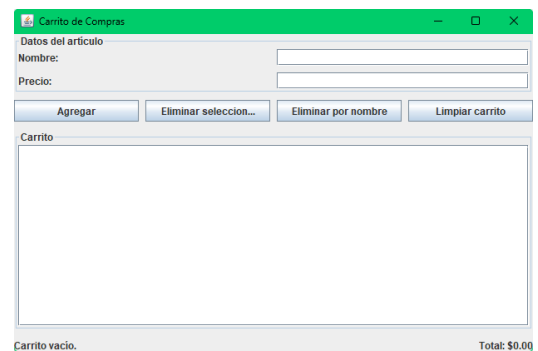 Carrito de Compras
Datos del artículo
Nombre:
Precio:
Agregar Eliminar seleccion... Eliminar por nombre Limpiar carrito
Carrito
Carrito vacio. Total: $0.00